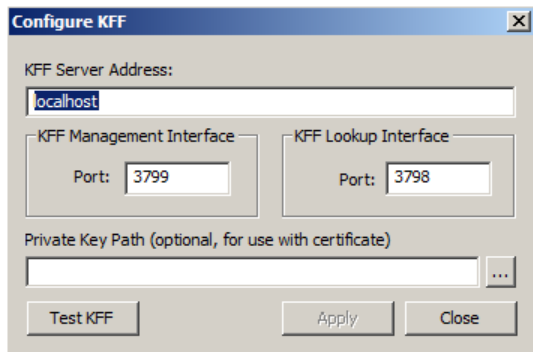 Configure KFF
KFF Server Address:
localhost
KFF Management Interface
KFF Lookup Interface
Port: 3799
Port: 3798
Private Key Path (optional, for use with certificate)
...
Test KFF
Apply
Close